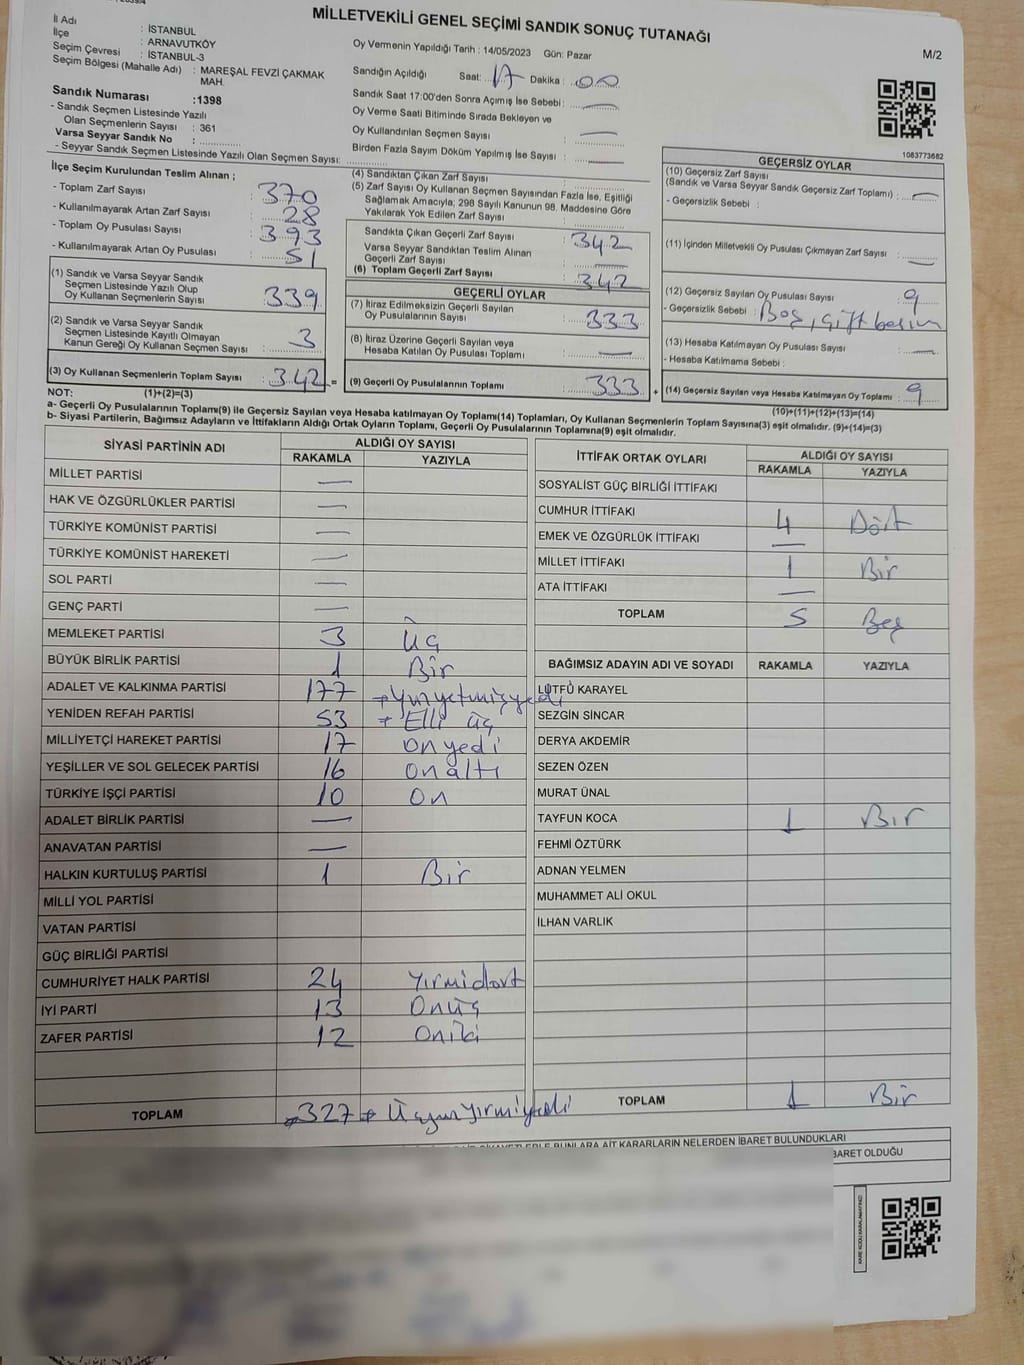 MİLLETVEKİLİ GENEL SEÇİMİ SANDIK SONUÇ TUTANAĞI
M/2
İl Adı : İSTANBUL
İlçe : ARNAVUTKÖY
Seçim Çevresi : İSTANBUL-3
Seçim Bölgesi (Mahalle Adı) : MAREŞAL FEVZİ ÇAKMAK
MAH.
Sandık Numarası :1398
- Sandık Seçmen Listesinde Yazılı
Olan Seçmenlerin Sayısı : 361
Varsa Seyyar Sandık No :
- Seyyar Sandık Seçmen Listesinde Yazılı Olan Seçmen Sayısı:
Oy Vermenin Yapıldığı Tarih : 14/05/2023 Gün: Pazar
Sandığın Açıldığı Saat: 17 Dakika : 00
Sandık Saat 17:00'den Sonra Açımış İse Sebebi : —
Oy Verme Saati Bitiminde Sırada Bekleyen ve
Oy Kullandırılan Seçmen Sayısı : —
Birden Fazla Sayım Döküm Yapılmış İse Sayısı : —
1083773682
İlçe Seçim Kurulundan Teslim Alınan ;
- Toplam Zarf Sayısı : 370
- Kullanılmayarak Artan Zarf Sayısı : 28
- Toplam Oy Pusulası Sayısı : 393
- Kullanılmayarak Artan Oy Pusulası : 51
(1) Sandık ve Varsa Seyyar Sandık
Seçmen Listesinde Yazılı Olup
Oy Kullanan Seçmenlerin Sayısı : 339
(2) Sandık ve Varsa Seyyar Sandık
Seçmen Listesinde Kayıtlı Olmayan
Kanun Gereği Oy Kullanan Seçmen Sayısı : 3
(3) Oy Kullanan Seçmenlerin Toplam Sayısı : 342 =
(4) Sandıktan Çıkan Zarf Sayısı :
(5) Zarf Sayısı Oy Kullanan Seçmen Sayısından Fazla İse, Eşitliği
Sağlamak Amacıyla; 298 Sayılı Kanunun 98. Maddesine Göre
Yakılarak Yok Edilen Zarf Sayısı :
Sandıkta Çıkan Geçerli Zarf Sayısı : 342
Varsa Seyyar Sandıktan Teslim Alınan
Geçerli Zarf Sayısı : —
(6) Toplam Geçerli Zarf Sayısı : 342
GEÇERLİ OYLAR
(7) İtiraz Edilmeksizin Geçerli Sayılan
Oy Pusulalarının Sayısı : 333
(8) İtiraz Üzerine Geçerli Sayılan veya
Hesaba Katılan Oy Pusulası Toplamı : —
(9) Geçerli Oy Pusulalarının Toplamı : 333 +
GEÇERSİZ OYLAR
(10) Geçersiz Zarf Sayısı
(Sandık ve Varsa Seyyar Sandık Geçersiz Zarf Toplamı) : —
- Geçersizlik Sebebi :
(11) İçinden Milletvekili Oy Pusulası Çıkmayan Zarf Sayısı : —
(12) Geçersiz Sayılan Oy Pusulası Sayısı : 9
- Geçersizlik Sebebi : Boş, çift basım
(13) Hesaba Katılmayan Oy Pusulası Sayısı : —
- Hesaba Katılmama Sebebi :
(14) Geçersiz Sayılan veya Hesaba Katılmayan Oy Toplamı : 9
NOT: (1)+(2)=(3)
(10)+(11)+(12)+(13)=(14)
a- Geçerli Oy Pusulalarının Toplamı(9) ile Geçersiz Sayılan veya Hesaba katılmayan Oy Toplamı(14) Toplamları, Oy Kullanan Seçmenlerin Toplam Sayısına(3) eşit olmalıdır. (9)+(14)=(3)
b- Siyasi Partilerin, Bağımsız Adayların ve İttifakların Aldığı Ortak Oyların Toplamı, Geçerli Oy Pusulalarının Toplamına(9) eşit olmalıdır.
SİYASİ PARTİNİN ADI ALDIĞI OY SAYISI
RAKAMLA YAZIYLA
MİLLET PARTİSİ —
HAK VE ÖZGÜRLÜKLER PARTİSİ —
TÜRKİYE KOMÜNİST PARTİSİ —
TÜRKİYE KOMÜNİST HAREKETİ —
SOL PARTİ —
GENÇ PARTİ —
MEMLEKET PARTİSİ 3 üç
BÜYÜK BİRLİK PARTİSİ 1 Bir
ADALET VE KALKINMA PARTİSİ 177 Yüzyetmişyedi
YENİDEN REFAH PARTİSİ 53 Elli üç
MİLLİYETÇİ HAREKET PARTİSİ 17 on yedi
YEŞİLLER VE SOL GELECEK PARTİSİ 16 on altı
TÜRKİYE İŞÇİ PARTİSİ 10 On
ADALET BİRLİK PARTİSİ —
ANAVATAN PARTİSİ —
HALKIN KURTULUŞ PARTİSİ 1 Bir
MİLLİ YOL PARTİSİ
VATAN PARTİSİ
GÜÇ BİRLİĞİ PARTİSİ
CUMHURİYET HALK PARTİSİ 24 Yırmidört
İYİ PARTİ 13 Onüç
ZAFER PARTİSİ 12 Oniki
TOPLAM 327 Üçyüzyirmiyedi
İTTİFAK ORTAK OYLARI ALDIĞI OY SAYISI
RAKAMLA YAZIYLA
SOSYALİST GÜÇ BİRLİĞİ İTTİFAKI
CUMHUR İTTİFAKI 4 Dört
EMEK VE ÖZGÜRLÜK İTTİFAKI —
MİLLET İTTİFAKI 1 Bir
ATA İTTİFAKI —
TOPLAM 5 Beş
BAĞIMSIZ ADAYIN ADI VE SOYADI RAKAMLA YAZIYLA
LÜTFÜ KARAYEL
SEZGİN SİNCAR
DERYA AKDEMİR
SEZEN ÖZEN
MURAT ÜNAL
TAYFUN KOCA 1 Bır
FEHMİ ÖZTÜRK
ADNAN YELMEN
MUHAMMET ALİ OKUL
İLHAN VARLIK
TOPLAM 1 Bir
BUNLARA AİT KARARLARIN NELERDEN İBARET BULUNDUKLARI
BARET OLDUĞU